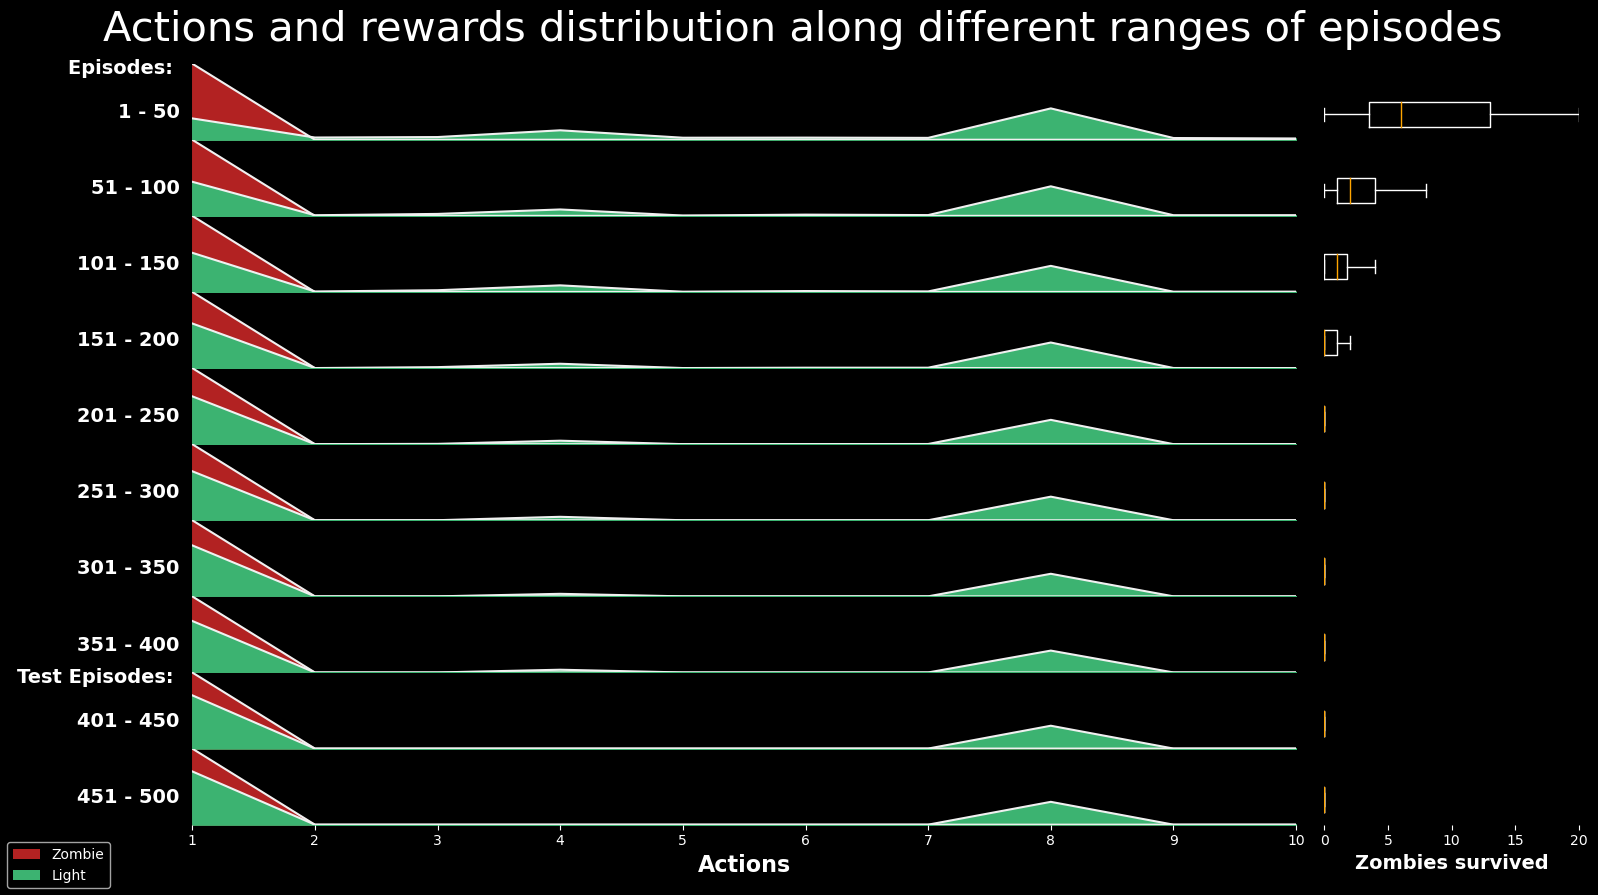 Actions and rewards distribution along different ranges of episodes
Episodes:
1 - 50
51 - 100
101 - 150
151 - 200
201 - 250
251 - 300
301 - 350
351 - 400
Test Episodes:
401 - 450
451 - 500
1 2 3 4 5 6 7 8 9 10
0 5 10 15 20
Actions
Zombies survived
Zombie
Light